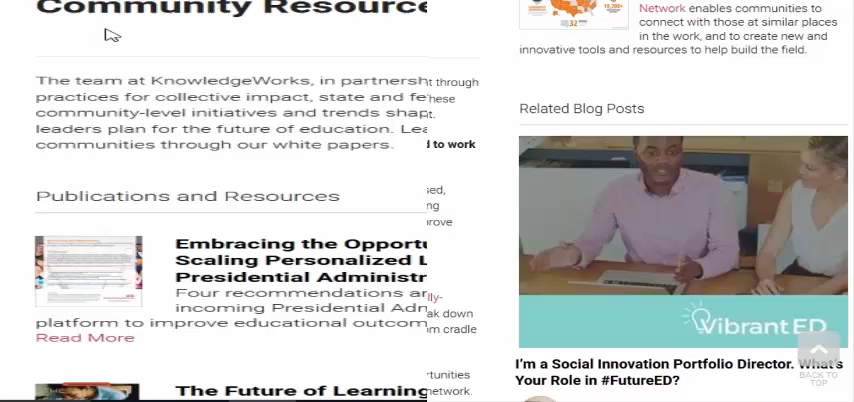 Community Resource
The team at KnowledgeWorks, in partnersh
practices for collective impact, state and fe
community-level initiatives and trends shap
leaders plan for the future of education. Lea
communities through our white papers.
Publications and Resources
Embracing the Opportu
Scaling Personalized L
Presidential Administr
Four recommendations ar
incoming Presidential Adn
platform to improve educational outcom
Read More
The Future of Learning
t through
hese
t.
d to work
sed,
ng
prove
lly-
ak down
om cradle
rtunities
network.
32
Network enables communities to
connect with those at similar places
in the work, and to create new and
innovative tools and resources to help build the field.
Related Blog Posts
VibrantED
I'm a Social Innovation Portfolio Director. What's
Your Role in #FutureED?
BACK TO
TOP